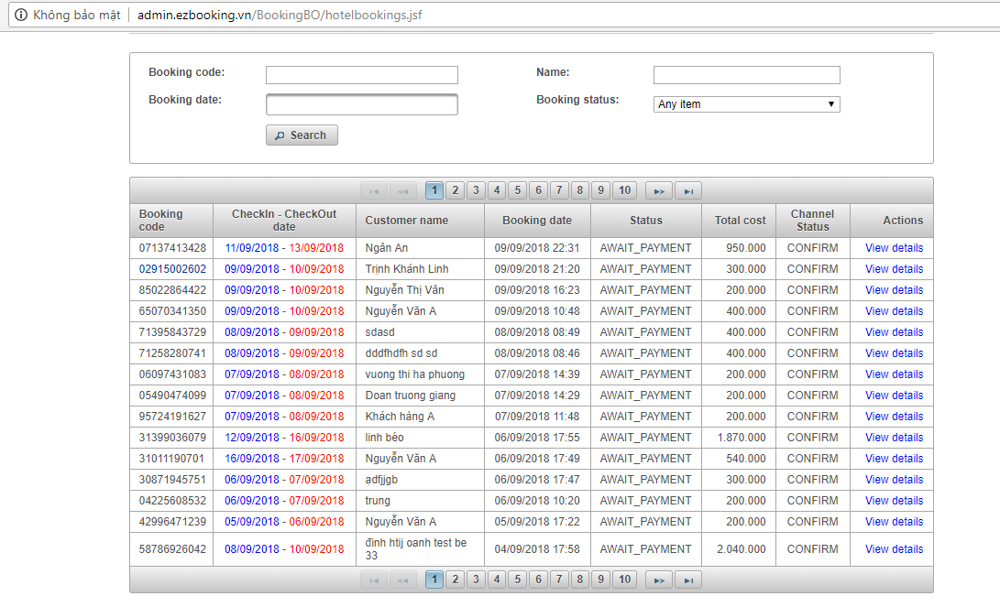 Không bảo mật admin.ezbooking.vn/BookingBO/hotelbookings.jsf
Booking code: Name:
Booking date: Booking status: Any item
Search
1 2 3 4 5 6 7 8 9 10
Booking code CheckIn - CheckOut date Customer name Booking date Status Total cost Channel Status Actions
07137413428 11/09/2018 - 13/09/2018 Ngân An 09/09/2018 22:31 AWAIT_PAYMENT 950.000 CONFIRM View details
02915002602 09/09/2018 - 10/09/2018 Trịnh Khánh Linh 09/09/2018 21:20 AWAIT_PAYMENT 300.000 CONFIRM View details
85022864422 09/09/2018 - 10/09/2018 Nguyễn Thị Vân 09/09/2018 16:23 AWAIT_PAYMENT 200.000 CONFIRM View details
65070341350 09/09/2018 - 10/09/2018 Nguyễn Văn A 09/09/2018 10:48 AWAIT_PAYMENT 400.000 CONFIRM View details
71395843729 08/09/2018 - 09/09/2018 sdasd 08/09/2018 08:49 AWAIT_PAYMENT 400.000 CONFIRM View details
71258280741 08/09/2018 - 09/09/2018 dddfhdfh sd sd 08/09/2018 08:46 AWAIT_PAYMENT 400.000 CONFIRM View details
06097431083 07/09/2018 - 08/09/2018 vuong thi ha phuong 07/09/2018 14:39 AWAIT_PAYMENT 200.000 CONFIRM View details
05490474099 07/09/2018 - 08/09/2018 Doan truong giang 07/09/2018 14:29 AWAIT_PAYMENT 200.000 CONFIRM View details
95724191627 07/09/2018 - 08/09/2018 Khách hàng A 07/09/2018 11:48 AWAIT_PAYMENT 200.000 CONFIRM View details
31399036079 12/09/2018 - 16/09/2018 linh béo 06/09/2018 17:55 AWAIT_PAYMENT 1.870.000 CONFIRM View details
31011190701 16/09/2018 - 17/09/2018 Nguyễn Văn A 06/09/2018 17:49 AWAIT_PAYMENT 540.000 CONFIRM View details
30871945751 06/09/2018 - 07/09/2018 ạdfjjgb 06/09/2018 17:47 AWAIT_PAYMENT 300.000 CONFIRM View details
04225608532 06/09/2018 - 07/09/2018 trung 06/09/2018 10:20 AWAIT_PAYMENT 200.000 CONFIRM View details
42996471239 05/09/2018 - 06/09/2018 Nguyễn Văn A 05/09/2018 17:22 AWAIT_PAYMENT 200.000 CONFIRM View details
58786926042 08/09/2018 - 10/09/2018 đinh htij oanh test be 33 04/09/2018 17:58 AWAIT_PAYMENT 2.040.000 CONFIRM View details
1 2 3 4 5 6 7 8 9 10